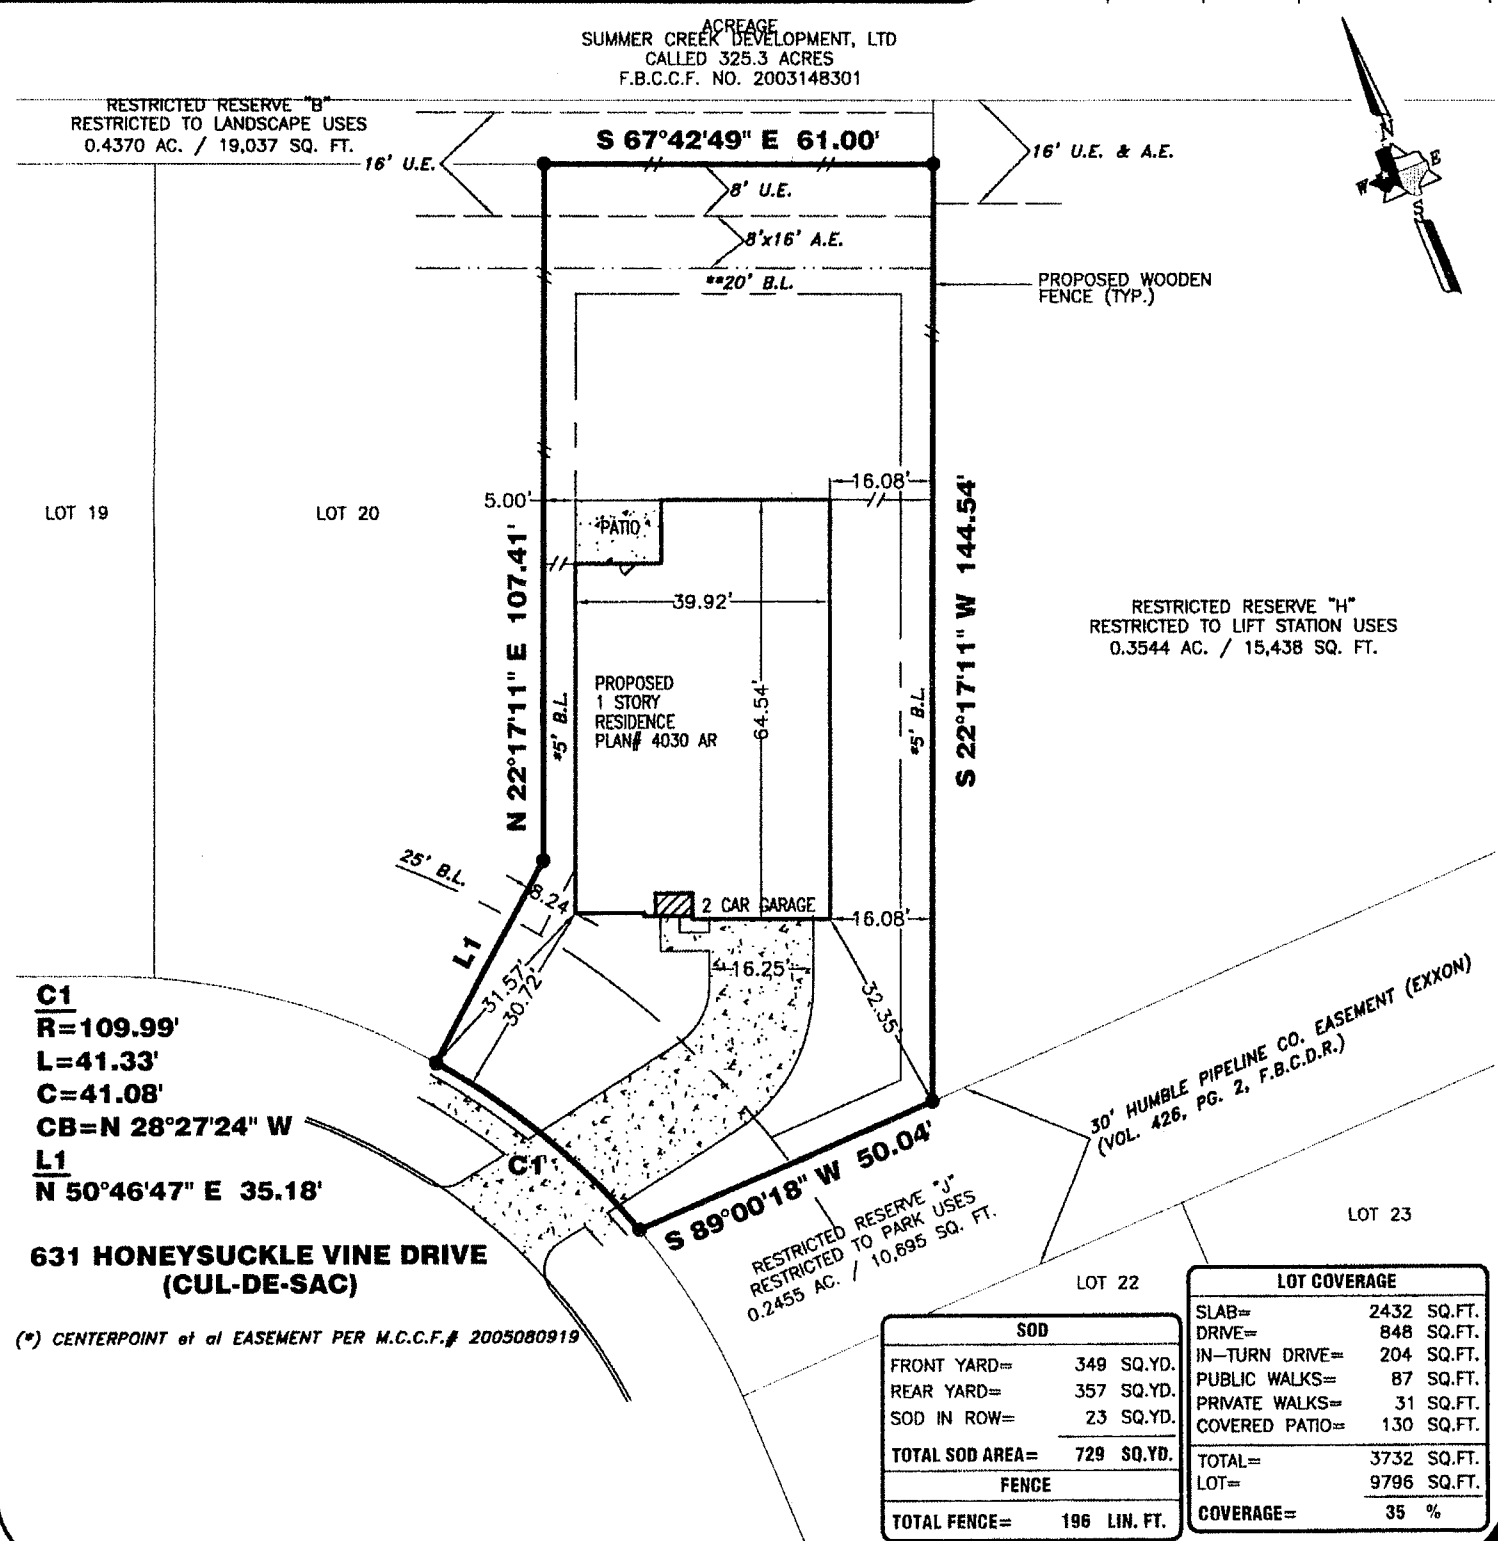 ACREAGE
SUMMER CREEK DEVELOPMENT, LTD
CALLED 325.3 ACRES
F.B.C.C.F. NO. 2003148301
RESTRICTED RESERVE "B"
RESTRICTED TO LANDSCAPE USES
0.4370 AC. / 19,037 SQ. FT.
16' U.E.
S 67°42'49" E 61.00'
16' U.E. & A.E.
N
E
W
S
8' U.E.
8'x16' A.E.
**20' B.L.
PROPOSED WOODEN
FENCE (TYP.)
LOT 19
LOT 20
5.00'
16.08'
PATIO
39.92'
N 22°17'11" E 107.41'
S 22°17'11" W 144.54'
RESTRICTED RESERVE "H"
RESTRICTED TO LIFT STATION USES
0.3544 AC. / 15,438 SQ. FT.
PROPOSED
1 STORY
RESIDENCE
PLAN# 4030 AR
64.54'
*5' B.L.
*5' B.L.
25' B.L.
8.24'
2 CAR GARAGE
16.08'
L1
31.57'
30.72'
16.25'
32.35'
C1
R=109.99'
L=41.33'
C=41.08'
CB=N 28°27'24" W
L1
N 50°46'47" E 35.18'
C1
S 89°00'18" W 50.04'
30' HUMBLE PIPELINE CO. EASEMENT (EXXON)
(VOL. 426, PG. 2, F.B.C.D.R.)
RESTRICTED RESERVE "J"
RESTRICTED TO PARK USES
0.2455 AC. / 10,695 SQ. FT.
631 HONEYSUCKLE VINE DRIVE
(CUL-DE-SAC)
(*) CENTERPOINT et al EASEMENT PER M.C.C.F.# 2005080919
LOT 22
LOT 23
SOD
FRONT YARD= 349 SQ.YD.
REAR YARD= 357 SQ.YD.
SOD IN ROW= 23 SQ.YD.
TOTAL SOD AREA= 729 SQ.YD.
FENCE
TOTAL FENCE= 196 LIN. FT.
LOT COVERAGE
SLAB= 2432 SQ.FT.
DRIVE= 848 SQ.FT.
IN-TURN DRIVE= 204 SQ.FT.
PUBLIC WALKS= 87 SQ.FT.
PRIVATE WALKS= 31 SQ.FT.
COVERED PATIO= 130 SQ.FT.
TOTAL= 3732 SQ.FT.
LOT= 9796 SQ.FT.
COVERAGE= 35 %